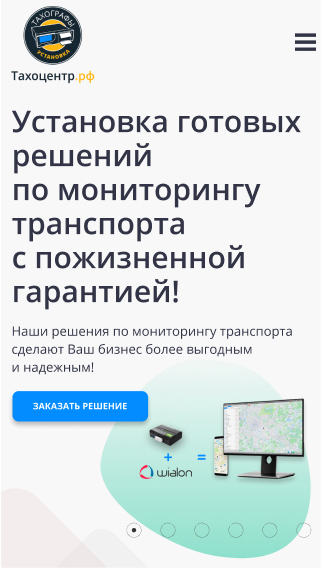 ТАХОГРАФЫ
УСТАНОВКА
Тахоцентр.рф
Установка готовых
решений
по мониторингу
транспорта
с пожизненной
гарантией!
Наши решения по мониторингу транспорта
сделают Ваш бизнес более выгодным
и надежным!
ЗАКАЗАТЬ РЕШЕНИЕ
+
=
wialon